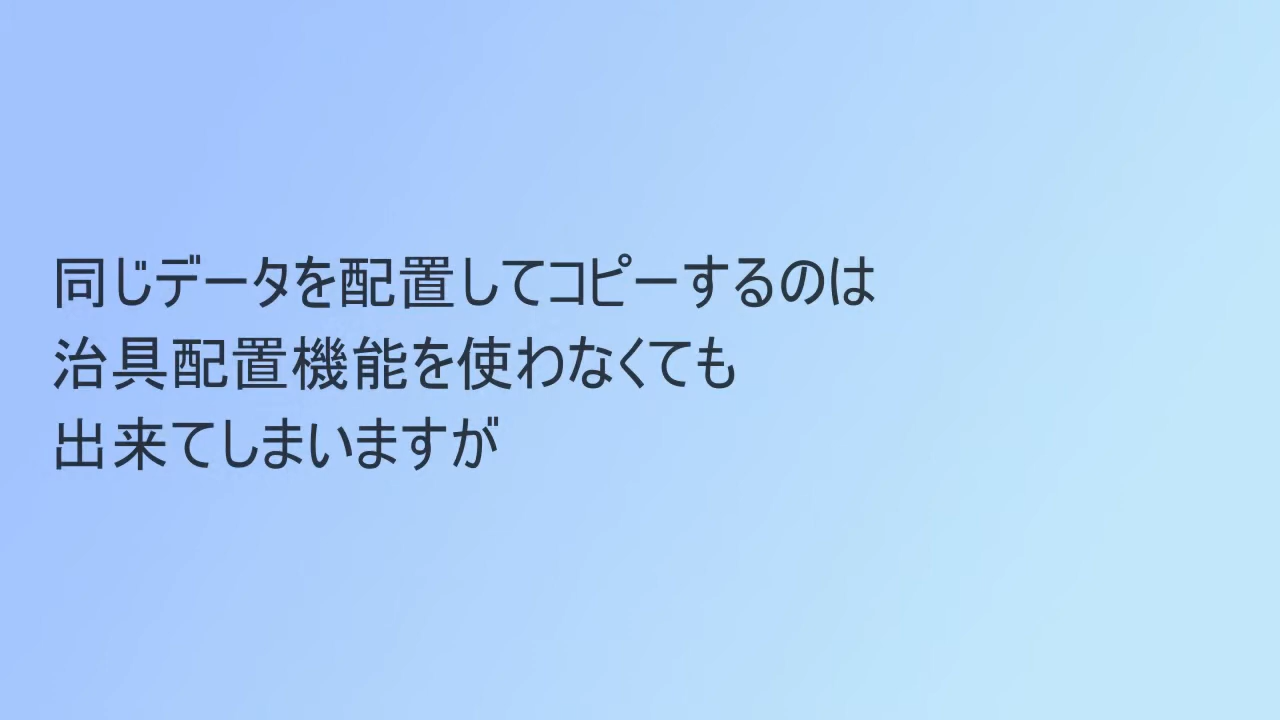 同じデータを配置してコピーするのは
治具配置機能を使わなくても
出来てしまいますが